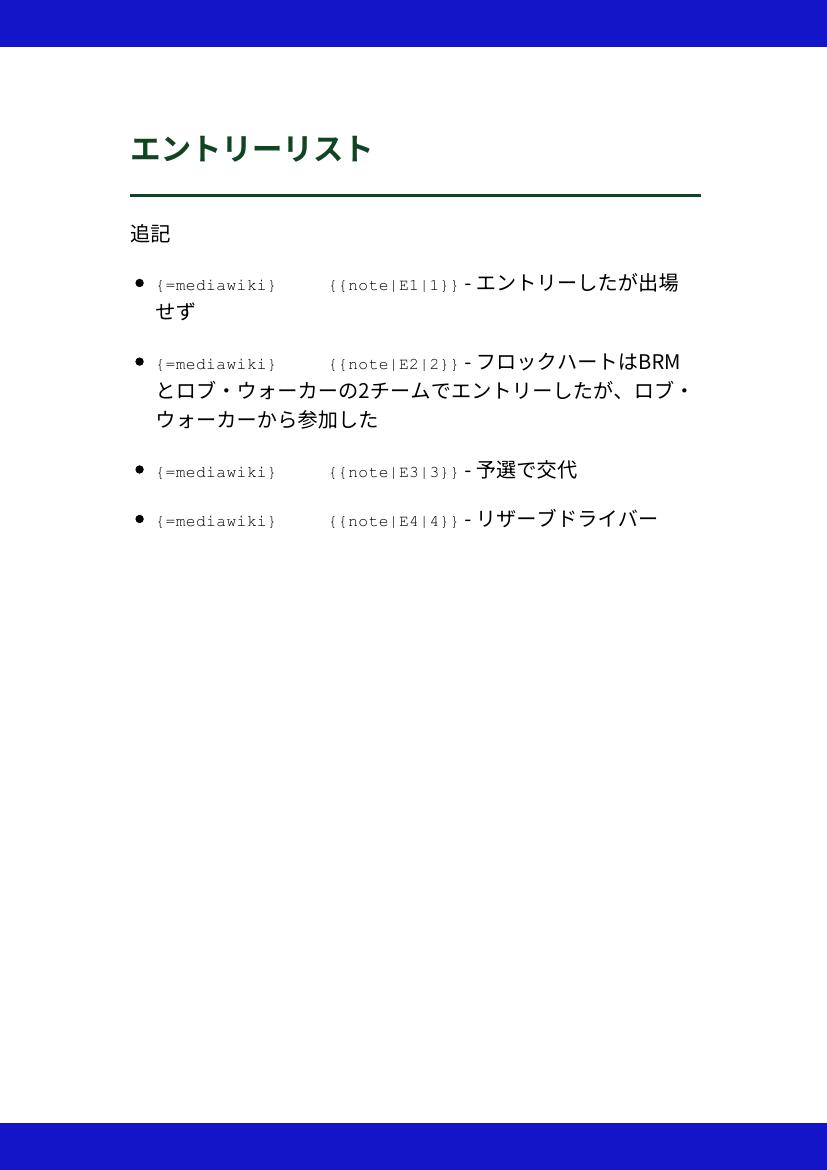 エントリーリスト
追記
• {=mediawiki} {{note|E1|1}} - エントリーしたが出場
せず
• {=mediawiki} {{note|E2|2}} - フロックハートはBRM
とロブ・ウォーカーの2チームでエントリーしたが、ロブ・
ウォーカーから参加した
• {=mediawiki} {{note|E3|3}} - 予選で交代
• {=mediawiki} {{note|E4|4}} - リザーブドライバー